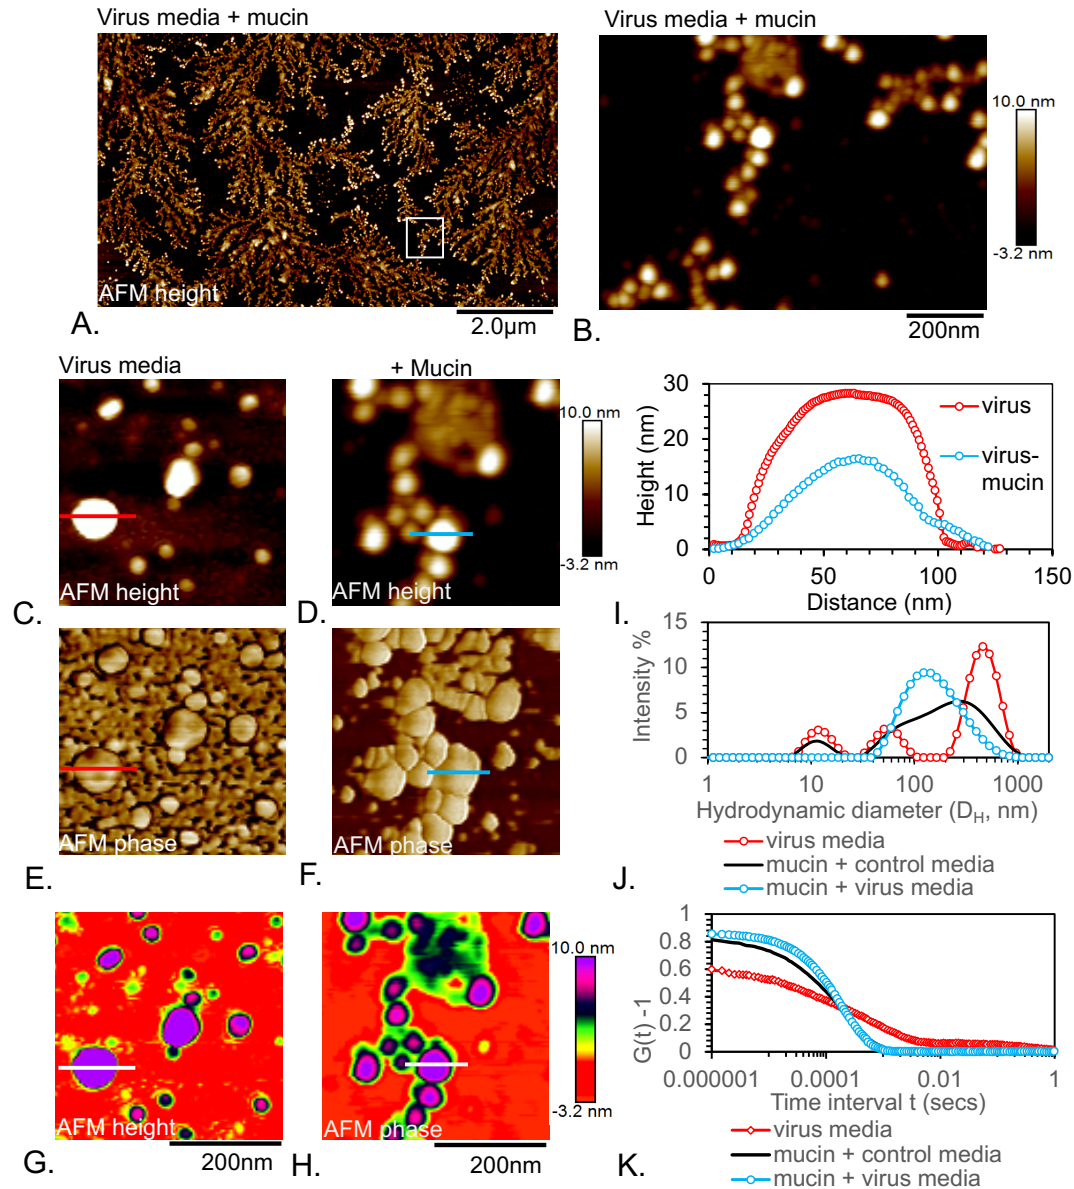 Virus media + mucin
Virus media + mucin
AFM height
A.
2.0µm
10.0 nm
-3.2 nm
B.
200nm
Virus media
+ Mucin
AFM height
C.
AFM height
D.
10.0 nm
-3.2 nm
30
20
10
0
Height (nm)
0
50
100
150
Distance (nm)
virus
virus-
mucin
I.
AFM phase
E.
AFM phase
F.
15
10
5
0
Intensity %
1
10
100
1000
Hydrodynamic diameter (DH, nm)
virus media
mucin + control media
mucin + virus media
J.
AFM height
G.
200nm
AFM phase
H.
200nm
10.0 nm
-3.2 nm
1
0.8
0.6
0.4
0.2
0
G(t) -1
0.000001
0.0001
0.01
1
Time interval t (secs)
virus media
mucin + control media
mucin + virus media
K.